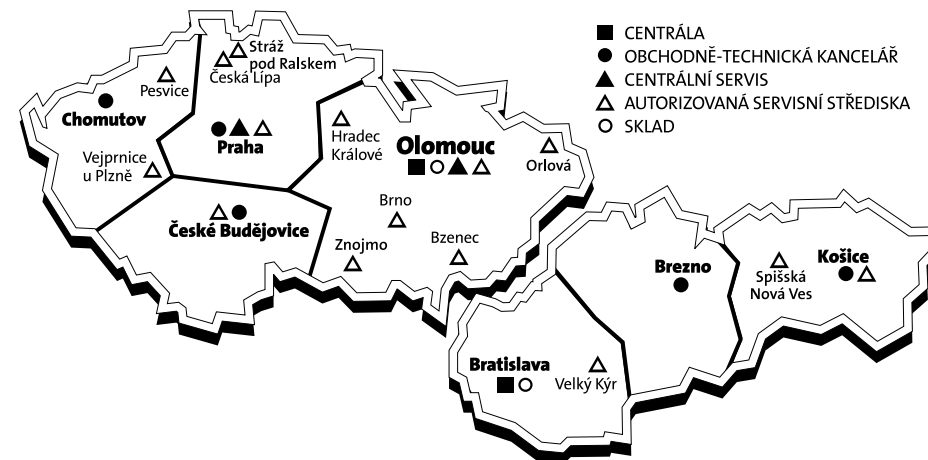 CENTRÁLA
OBCHODNĚ-TECHNICKÁ KANCELÁŘ
CENTRÁLNÍ SERVIS
AUTORIZOVANÁ SERVISNÍ STŘEDISKA
SKLAD
Stráž
pod Ralskem
Česká Lípa
Pesvice
Chomutov
Praha
Hradec
Králové
Olomouc
Orlová
Vejprnice
u Plzně
České Budějovice
Brno
Znojmo
Bzenec
Brezno
Spišská
Nová Ves
Košice
Bratislava
Velký Kýr